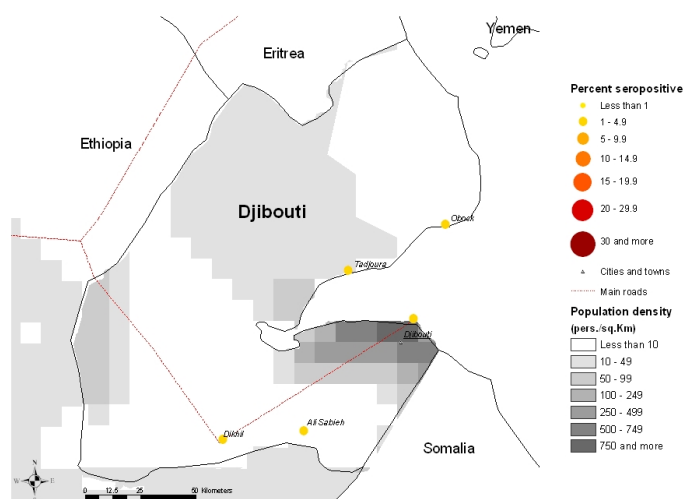 Yemen
Eritrea
Ethiopia
Djibouti
Obock
Tadjoura
Djibouti
Dikhil
Ali Sabieh
Somalia
N
W
E
S
0 12.5 25 50 Kilometers
Percent seropositive
Less than 1
1 - 4.9
5 - 9.9
10 - 14.9
15 - 19.9
20 - 29.9
30 and more
Cities and towns
Main roads
Population density
(pers./sq.Km)
Less than 10
10 - 49
50 - 99
100 - 249
250 - 499
500 - 749
750 and more